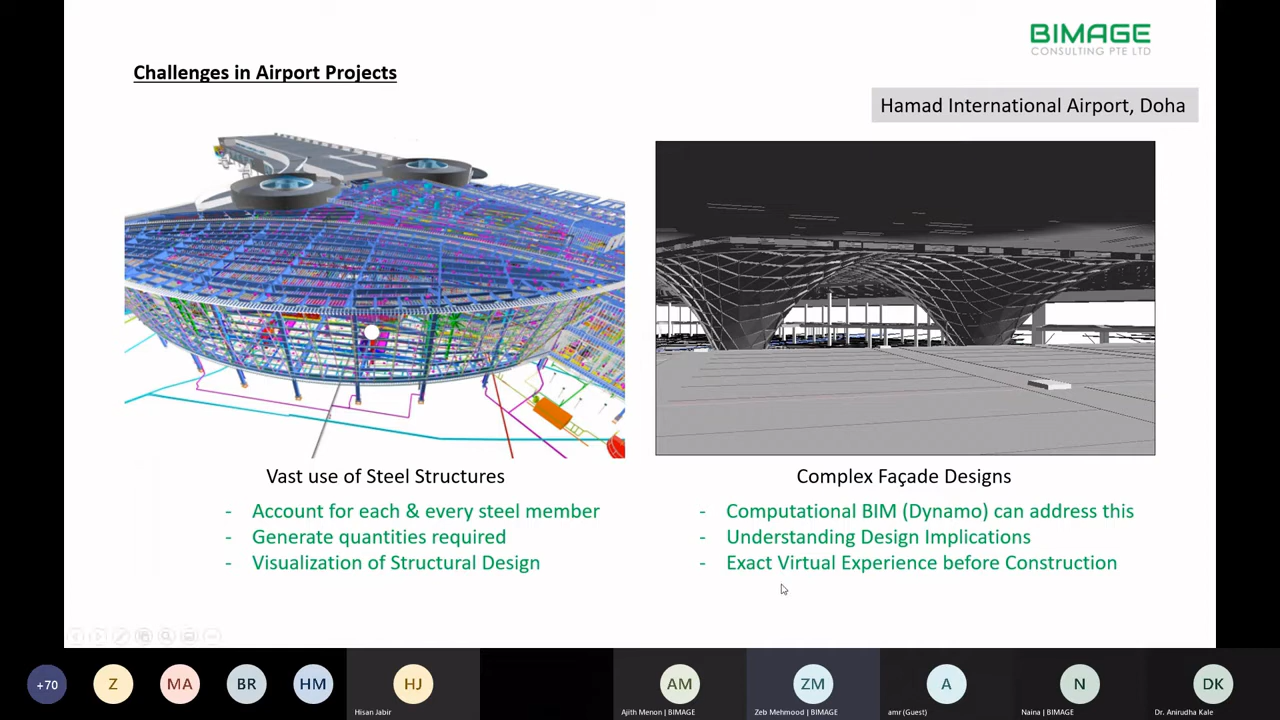 BIMAGE
CONSULTING PTE LTD
Challenges in Airport Projects
Hamad International Airport, Doha
Vast use of Steel Structures
- Account for each & every steel member
- Generate quantities required
- Visualization of Structural Design
Complex Façade Designs
- Computational BIM (Dynamo) can address this
- Understanding Design Implications
- Exact Virtual Experience before Construction
+70
Z
MA
BR
HM
HJ
Hisan Jabir
AM
Ajith Menon | BIMAGE
ZM
Zeb Mehmood | BIMAGE
A
amr (Guest)
N
Naina | BIMAGE
DK
Dr. Anirudha Kale